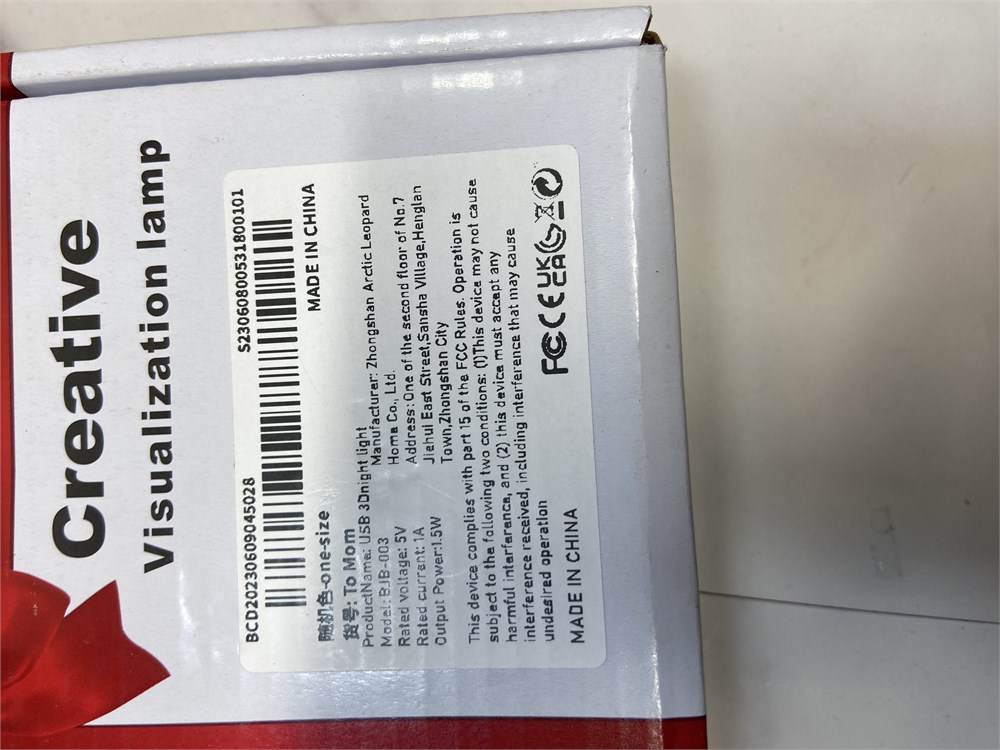 Creative
Visualization lamp
BCD20230609045028
S2306080053180​0101
MADE IN CHINA
随机色-one-size
货号: To Mom
ProductName: USB 3Dnight light
Model: BJB-003
Rated voltage: 5V
Rated current: 1A
Output Power:1.5W
Manufacturer: Zhongshan Arctic Leopard
Home Co., Ltd.
Address: One of the second floor of No.7
Jiehui East Street,Sansha Village,Henglan
Town,Zhongshan City
This device complies with part 15 of the FCC Rules. Operation is
subject to the following two conditions: (1)This device may not cause
harmful interference, and (2) this device must accept any
interference received, including interference that may cause
undesired operation
MADE IN CHINA
FC CE UK CA